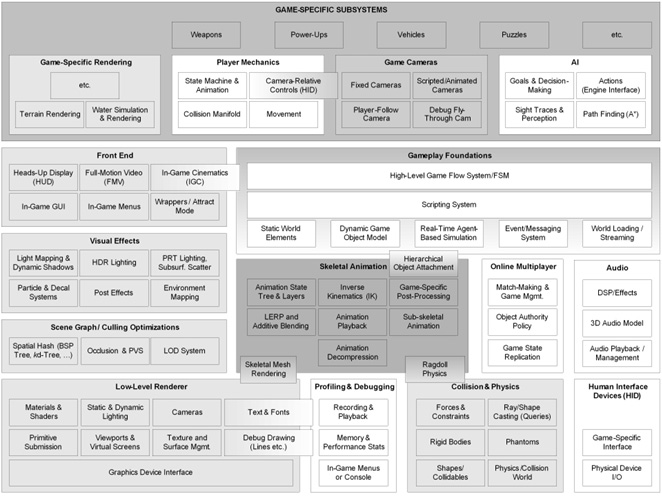 GAME-SPECIFIC SUBSYSTEMS
Weapons
Power-Ups
Vehicles
Puzzles
etc.
Game-Specific Rendering
etc.
Terrain Rendering
Water Simulation
& Rendering
Player Mechanics
State Machine &
Animation
Camera-Relative
Controls (HID)
Collision Manifold
Movement
Game Cameras
Fixed Cameras
Scripted/Animated
Cameras
Player-Follow
Camera
Debug Fly-
Through Cam
AI
Goals & Decision-
Making
Actions
(Engine Interface)
Sight Traces &
Perception
Path Finding (A*)
Front End
Heads-Up Display
(HUD)
Full-Motion Video
(FMV)
In-Game Cinematics
(IGC)
In-Game GUI
In-Game Menus
Wrappers / Attract
Mode
Gameplay Foundations
High-Level Game Flow System/FSM
Scripting System
Static World
Elements
Dynamic Game
Object Model
Real-Time Agent-
Based Simulation
Event/Messaging
System
World Loading /
Streaming
Visual Effects
Light Mapping &
Dynamic Shadows
HDR Lighting
PRT Lighting,
Subsurf. Scatter
Particle & Decal
Systems
Post Effects
Environment
Mapping
Skeletal Animation
Hierarchical
Object Attachment
Animation State
Tree & Layers
Inverse
Kinematics (IK)
Game-Specific
Post-Processing
LERP and
Additive Blending
Animation
Playback
Sub-skeletal
Animation
Animation
Decompression
Skeletal Mesh
Rendering
Ragdoll
Physics
Online Multiplayer
Match-Making &
Game Mgmt.
Object Authority
Policy
Game State
Replication
Audio
DSP/Effects
3D Audio Model
Audio Playback /
Management
Scene Graph / Culling Optimizations
Spatial Hash (BSP
Tree, kd-Tree, ...)
Occlusion & PVS
LOD System
Low-Level Renderer
Materials &
Shaders
Static & Dynamic
Lighting
Cameras
Text & Fonts
Primitive
Submission
Viewports &
Virtual Screens
Texture and
Surface Mgmt.
Debug Drawing
(Lines etc.)
Graphics Device Interface
Profiling & Debugging
Recording &
Playback
Memory &
Performance Stats
In-Game Menus
or Console
Collision & Physics
Forces &
Constraints
Ray/Shape
Casting (Queries)
Rigid Bodies
Phantoms
Shapes/
Collidables
Physics/Collision
World
Human Interface
Devices (HID)
Game-Specific
Interface
Physical Device
I/O